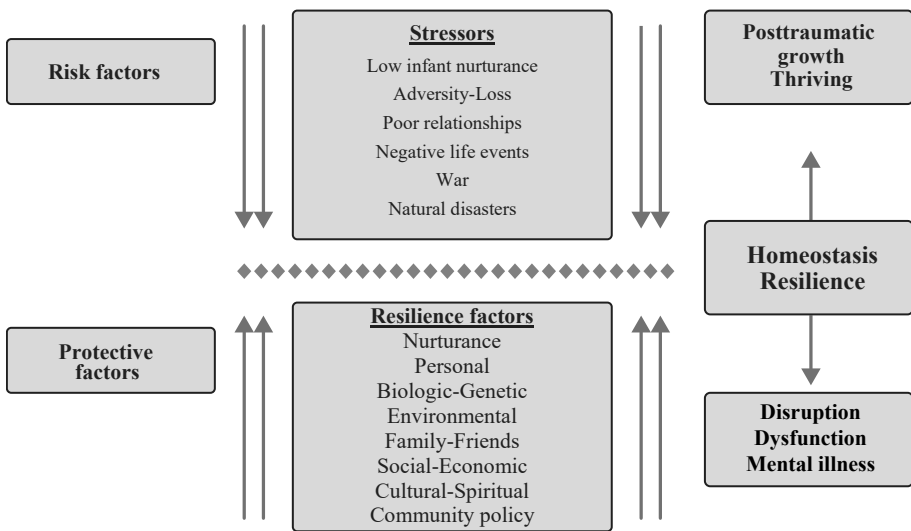 Risk factors
Stressors
Low infant nurturance
Adversity-Loss
Poor relationships
Negative life events
War
Natural disasters
Posttraumatic
growth
Thriving
Homeostasis
Resilience
Protective
factors
Resilience factors
Nurturance
Personal
Biologic-Genetic
Environmental
Family-Friends
Social-Economic
Cultural-Spiritual
Community policy
Disruption
Dysfunction
Mental illness